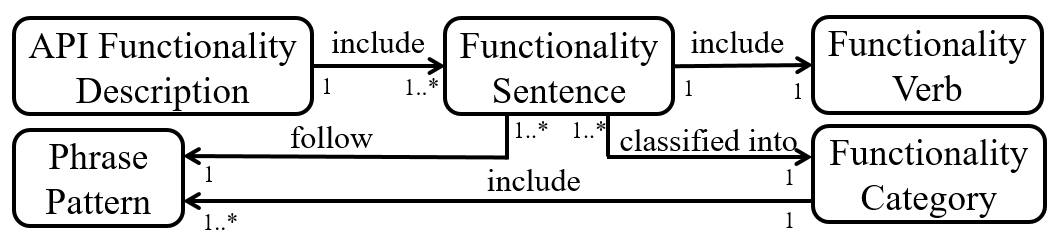 API Functionality
Description
include
1
1..*
Functionality
Sentence
include
1
1
Functionality
Verb
Phrase
Pattern
follow
1..*
1
1..*
classified into
1
Functionality
Category
include
1..*
1